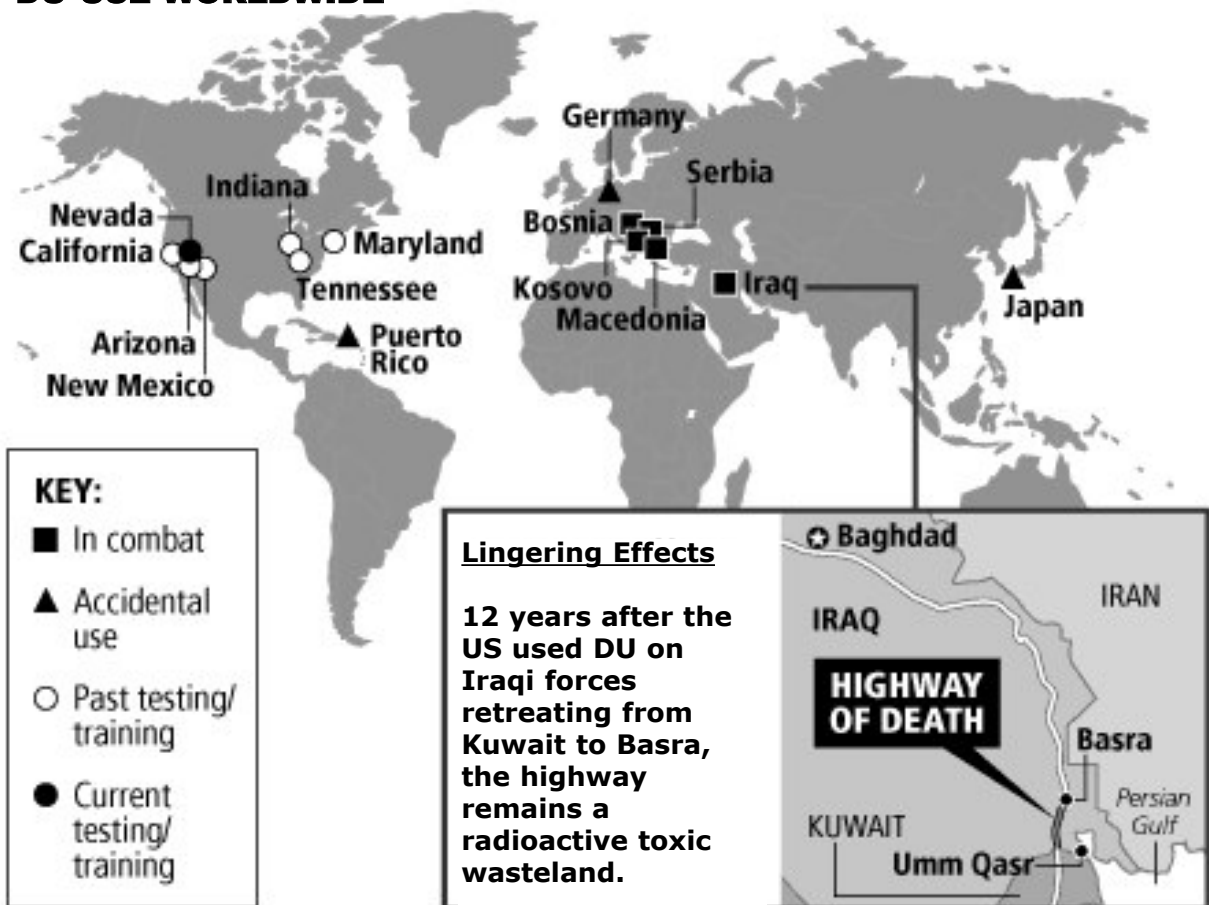 DU USE WORLDWIDE
Germany
Serbia
Indiana
Nevada
California
Maryland
Bosnia
Tennessee
Kosovo
Macedonia
Iraq
Japan
Arizona
New Mexico
Puerto
Rico
KEY:
In combat
Accidental
use
Past testing/
training
Current
testing/
training
Lingering Effects
12 years after the
US used DU on
Iraqi forces
retreating from
Kuwait to Basra,
the highway
remains a
radioactive toxic
wasteland.
Baghdad
IRAN
IRAQ
HIGHWAY
OF DEATH
Basra
Persian
Gulf
KUWAIT
Umm Qasr